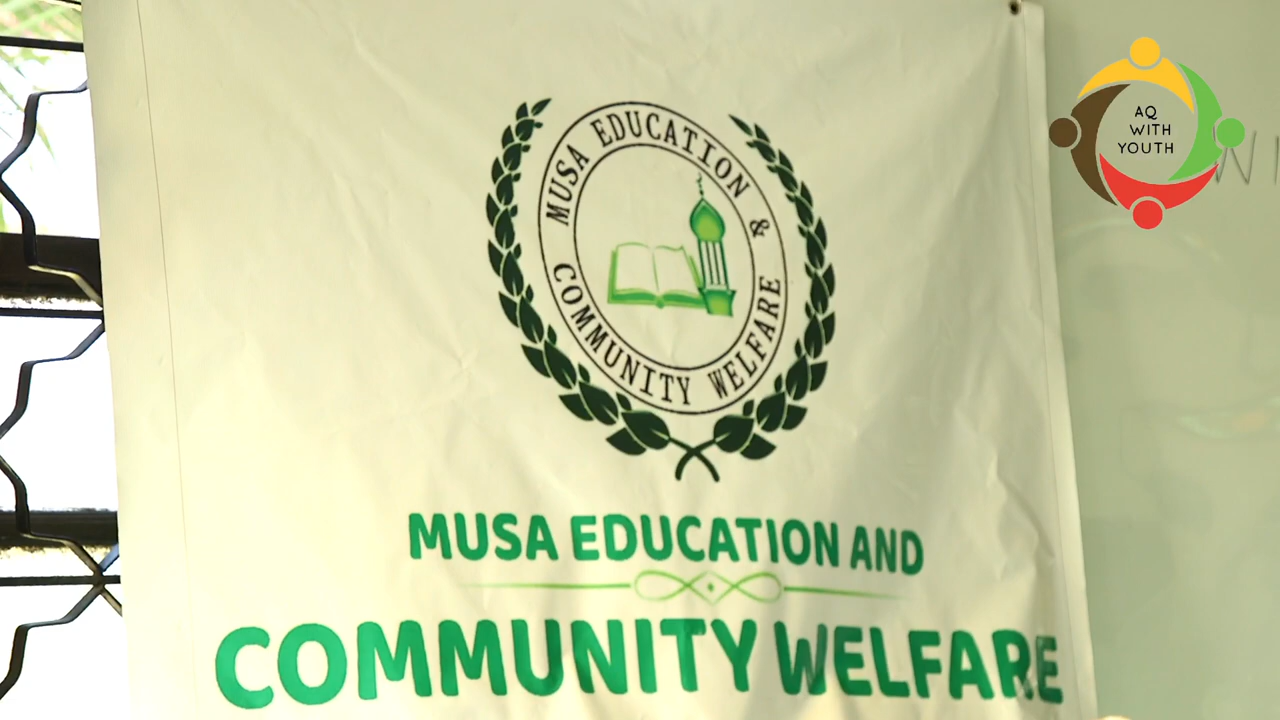 MUSA EDUCATION &
COMMUNITY WELFARE
MUSA EDUCATION AND
COMMUNITY WELFARE
AQ
WITH
YOUTH